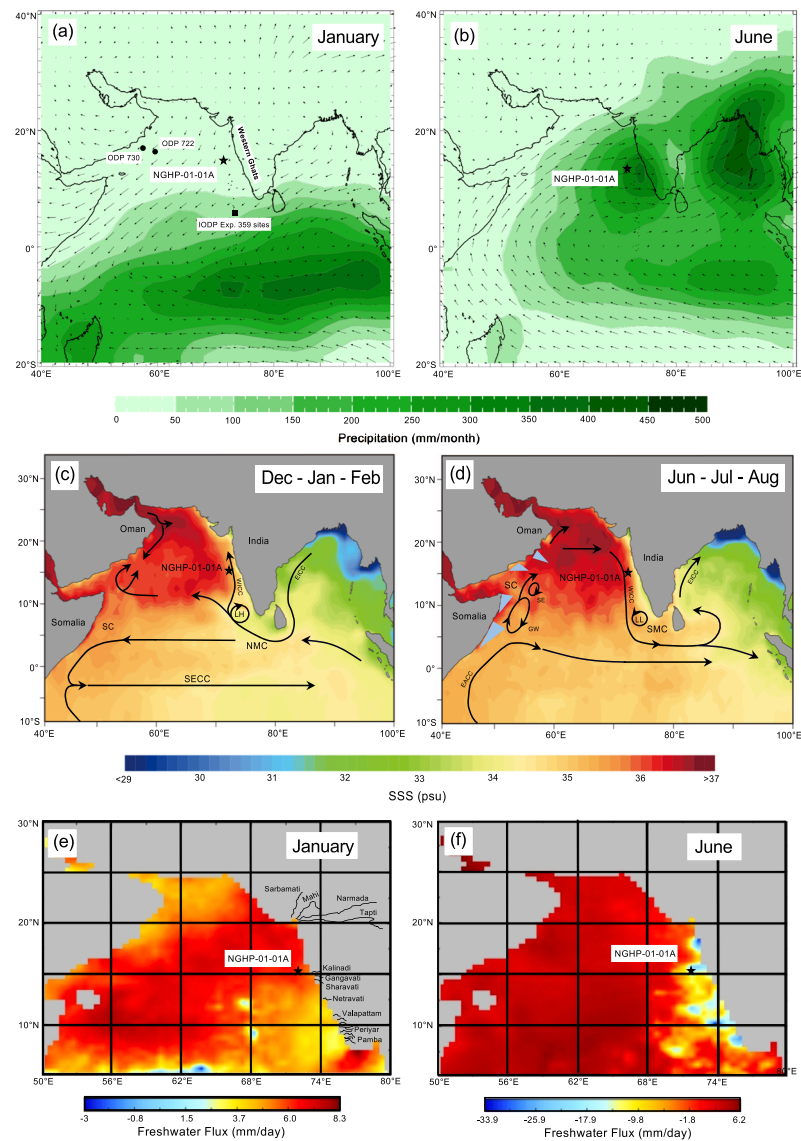 (a)
January
ODP 722
ODP 730
NGHP-01-01A
Western Ghats
IODP Exp. 359 sites
40°N
20°N
0°
20°S
40°E
60°E
80°E
100°E
(b)
June
NGHP-01-01A
40°N
20°N
0°
20°S
40°E
60°E
80°E
100°E
0 50 100 150 200 250 300 350 400 450 500
Precipitation (mm/month)
(c)
Dec - Jan - Feb
Oman
India
NGHP-01-01A
WICC
EICC
LH
Somalia
SC
NMC
SECC
30°N
20°N
10°N
0°
10°S
40°E
60°E
80°E
100°E
(d)
Jun - Jul - Aug
Oman
India
NGHP-01-01A
WICC
EICC
SC
SE
GW
LL
SMC
Somalia
EACC
30°N
20°N
10°N
0°
10°S
40°E
60°E
80°E
100°E
<29 30 31 32 33 34 35 36 >37
SSS (psu)
(e)
January
Sarbamati
Mahi
Narmada
Tapti
NGHP-01-01A
Kalinadi
Gangavati
Sharavati
Netravati
Valapattam
Periyar
Pamba
30°N
20°N
10°N
50°E
56°E
62°E
68°E
74°E
80°E
-3 -0.8 1.5 3.7 6.0 8.3
Freshwater Flux (mm/day)
(f)
June
NGHP-01-01A
30°N
20°N
10°N
50°E
56°E
62°E
68°E
74°E
80°E
-33.9 -25.9 -17.9 -9.8 -1.8 6.2
Freshwater Flux (mm/day)